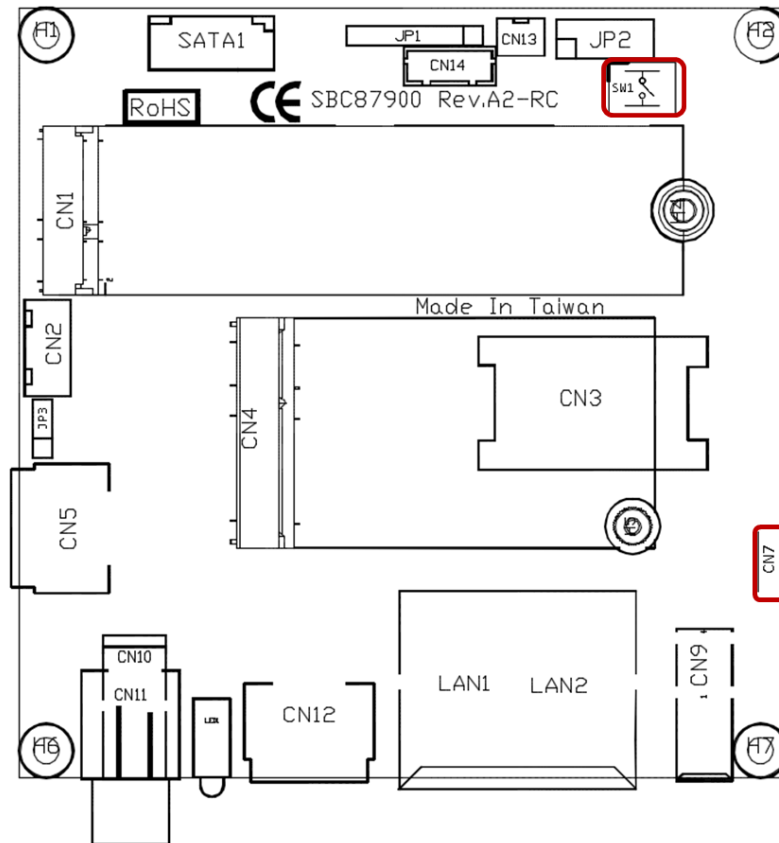 H1
SATA1
JP1
CN13
JP2
H2
CN14
SW1
RoHS
CE SBC87900 Rev.A2-RC
CN1
Made In Taiwan
CN2
JP3
CN4
CN3
CN5
CN7
CN10
CN11
CN12
LAN1
LAN2
CN9
1
H6
H7